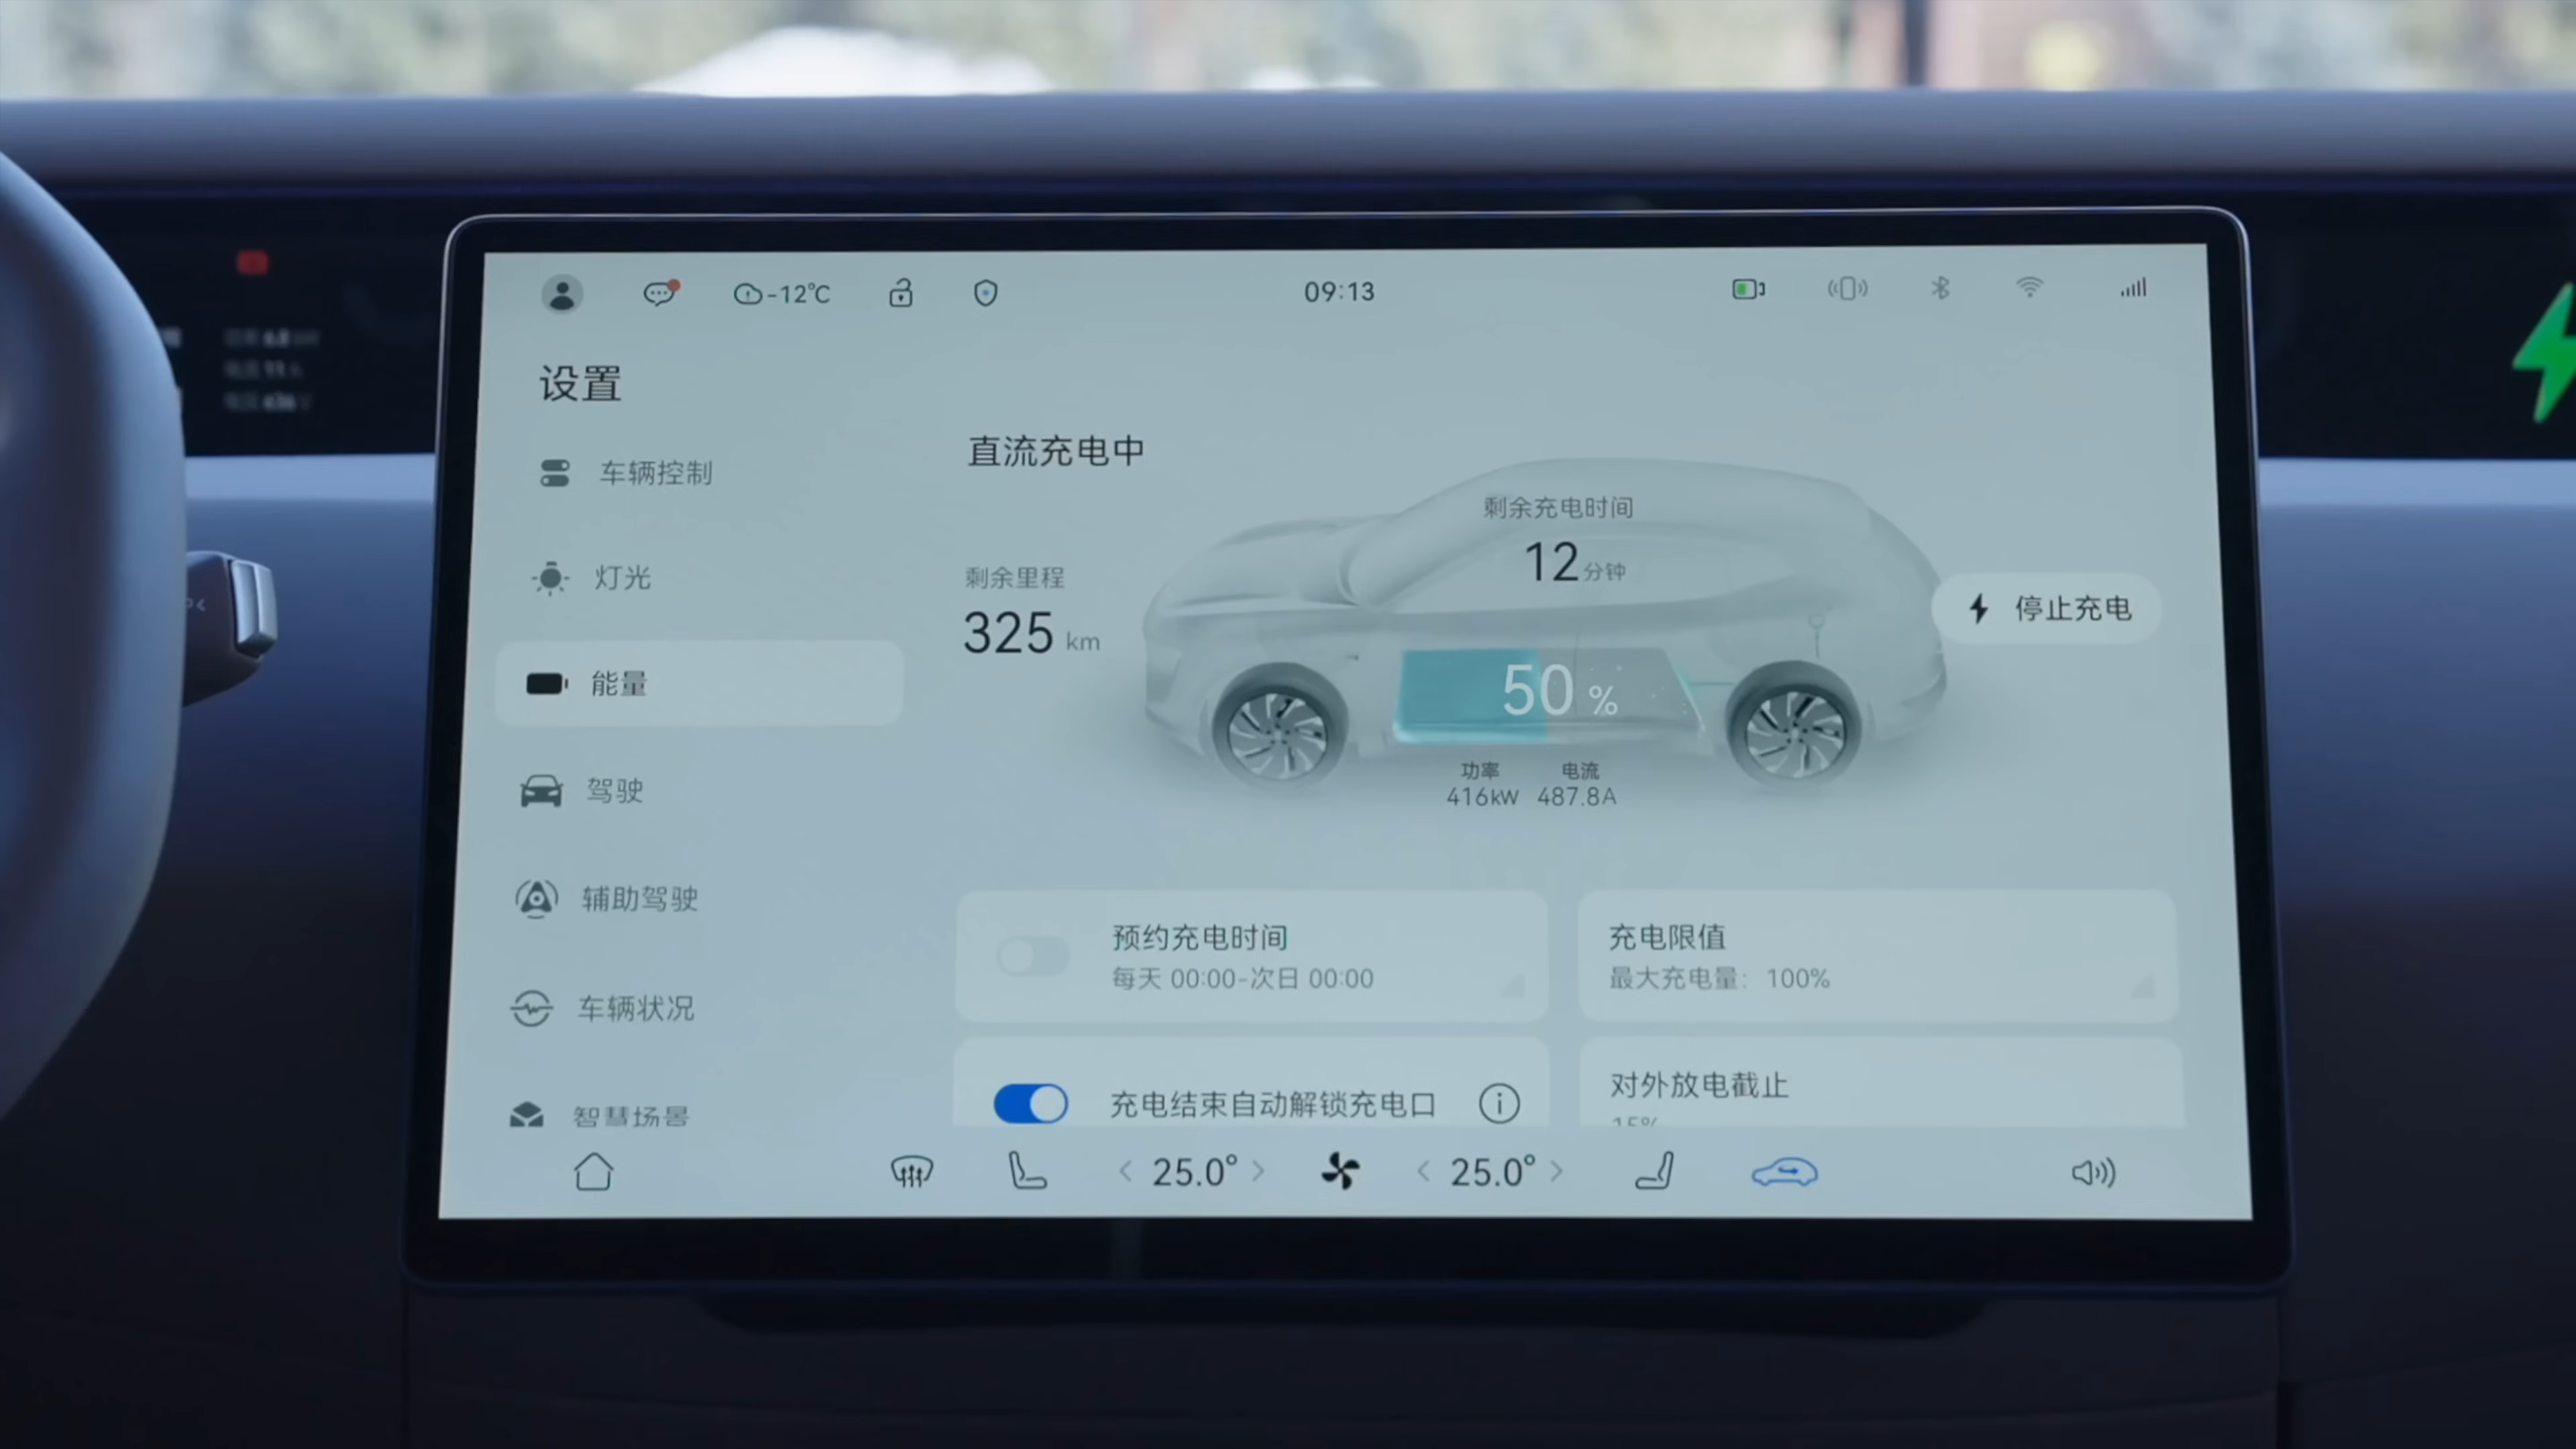 -12℃
09:13
设置
车辆控制
灯光
能量
驾驶
辅助驾驶
车辆状况
智慧场景
直流充电中
剩余里程
325 km
剩余充电时间
12分钟
50 %
功率 电流
416kW 487.8A
停止充电
预约充电时间
每天 00:00-次日 00:00
充电限值
最大充电量：100%
充电结束自动解锁充电口
对外放电截止
15%
25.0°
25.0°